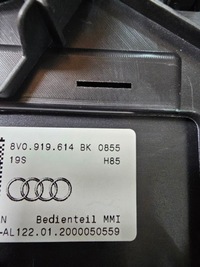 8V0.919.614 BK 0855
19S H85
N Bedienteil MMI
-AL122.01.2000050559